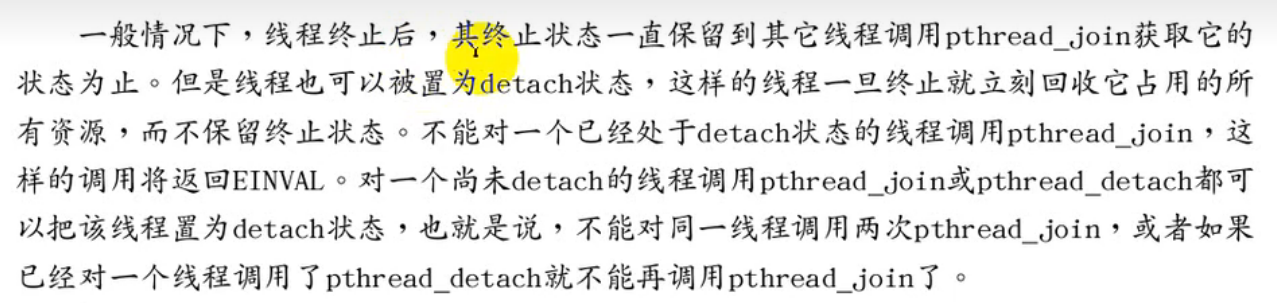 一般情况下，线程终止后，其终止状态一直保留到其它线程调用pthread_join获取它的
状态为止。但是线程也可以被置为detach状态，这样的线程一旦终止就立刻回收它占用的所
有资源，而不保留终止状态。不能对一个已经处于detach状态的线程调用pthread_join，这
样的调用将返回EINVAL。对一个尚未detach的线程调用pthread_join或pthread_detach都可
以把该线程置为detach状态，也就是说，不能对同一线程调用两次pthread_join，或者如果
已经对一个线程调用了pthread_detach就不能再调用pthread_join了。